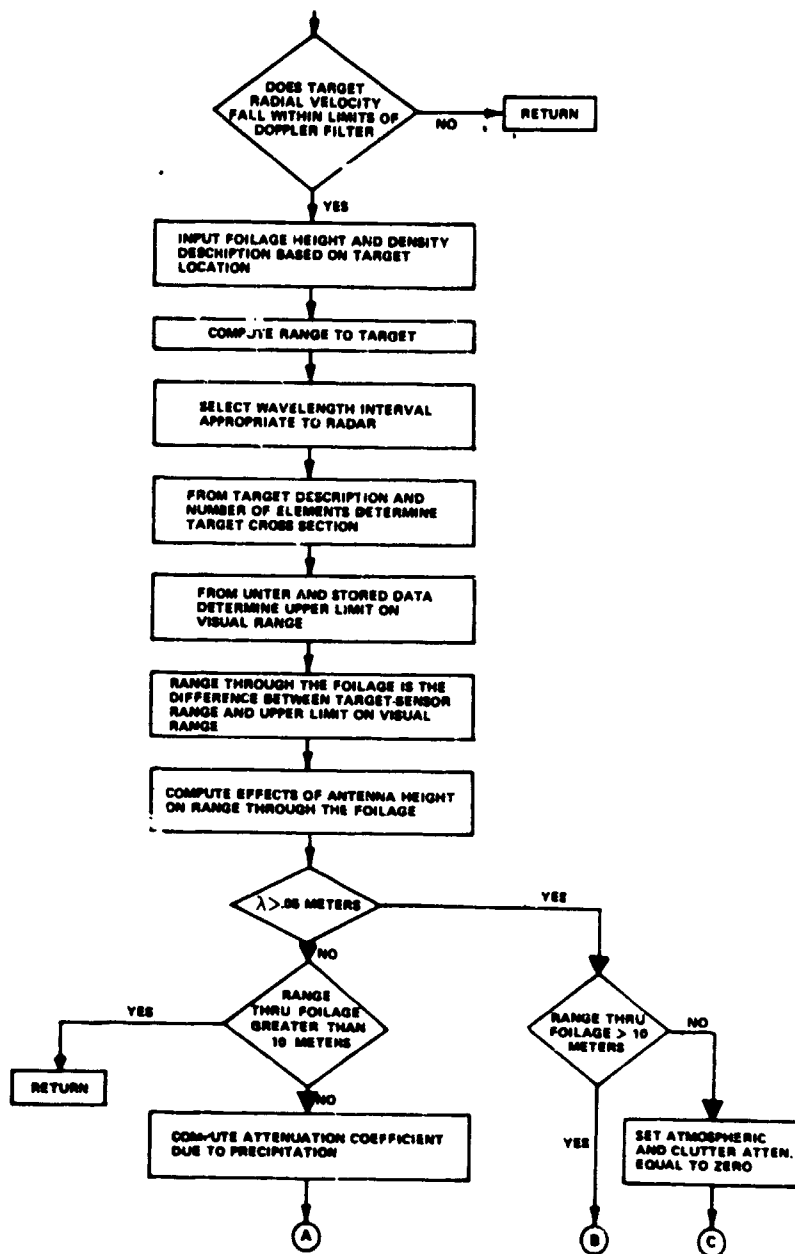 DOES TARGET
RADIAL VELOCITY
FALL WITHIN LIMITS OF
DOPPLER FILTER
NO
RETURN
YES
INPUT FOILAGE HEIGHT AND DENSITY
DESCRIPTION BASED ON TARGET
LOCATION
COMPUTE RANGE TO TARGET
SELECT WAVELENGTH INTERVAL
APPROPRIATE TO RADAR
FROM TARGET DESCRIPTION AND
NUMBER OF ELEMENTS DETERMINE
TARGET CROSS SECTION
FROM UNTER AND STORED DATA
DETERMINE UPPER LIMIT ON
VISUAL RANGE
RANGE THROUGH THE FOILAGE IS THE
DIFFERENCE BETWEEN TARGET-SENSOR
RANGE AND UPPER LIMIT ON VISUAL
RANGE
COMPUTE EFFECTS OF ANTENNA HEIGHT
ON RANGE THROUGH THE FOILAGE
λ > .05 METERS
YES
NO
RANGE
THRU FOILAGE
GREATER THAN
10 METERS
YES
RETURN
NO
RANGE THRU
FOILAGE > 10
METERS
NO
YES
COMPUTE ATTENUATION COEFFICIENT
DUE TO PRECIPITATION
SET ATMOSPHERIC
AND CLUTTER ATTEN.
EQUAL TO ZERO
A
B
C